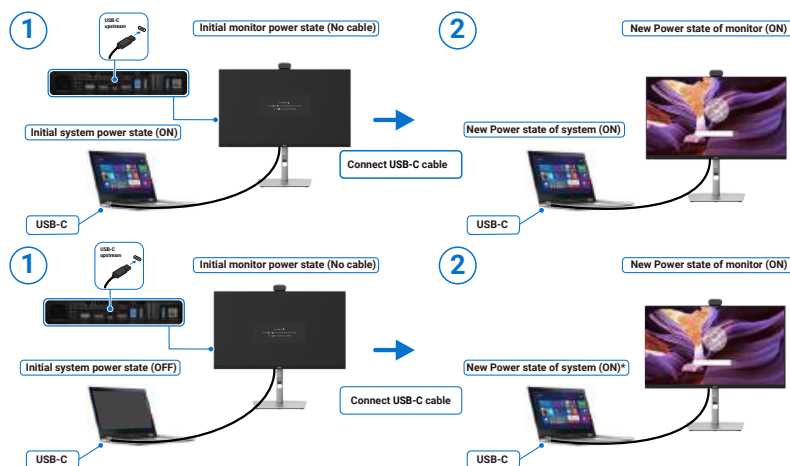 1
USB-C
upstream
Initial monitor power state (No cable)
2
New Power state of monitor (ON)
Initial system power state (ON)
New Power state of system (ON)
Connect USB-C cable
USB-C
USB-C
1
USB-C
upstream
Initial monitor power state (No cable)
2
New Power state of monitor (ON)
Initial system power state (OFF)
New Power state of system (ON)*
Connect USB-C cable
USB-C
USB-C